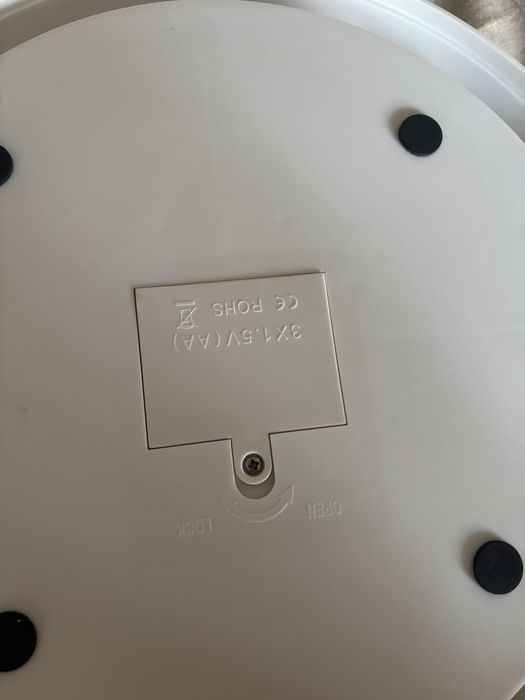 OPEN LOCK
3X1.5V(AA)
CE ROHS